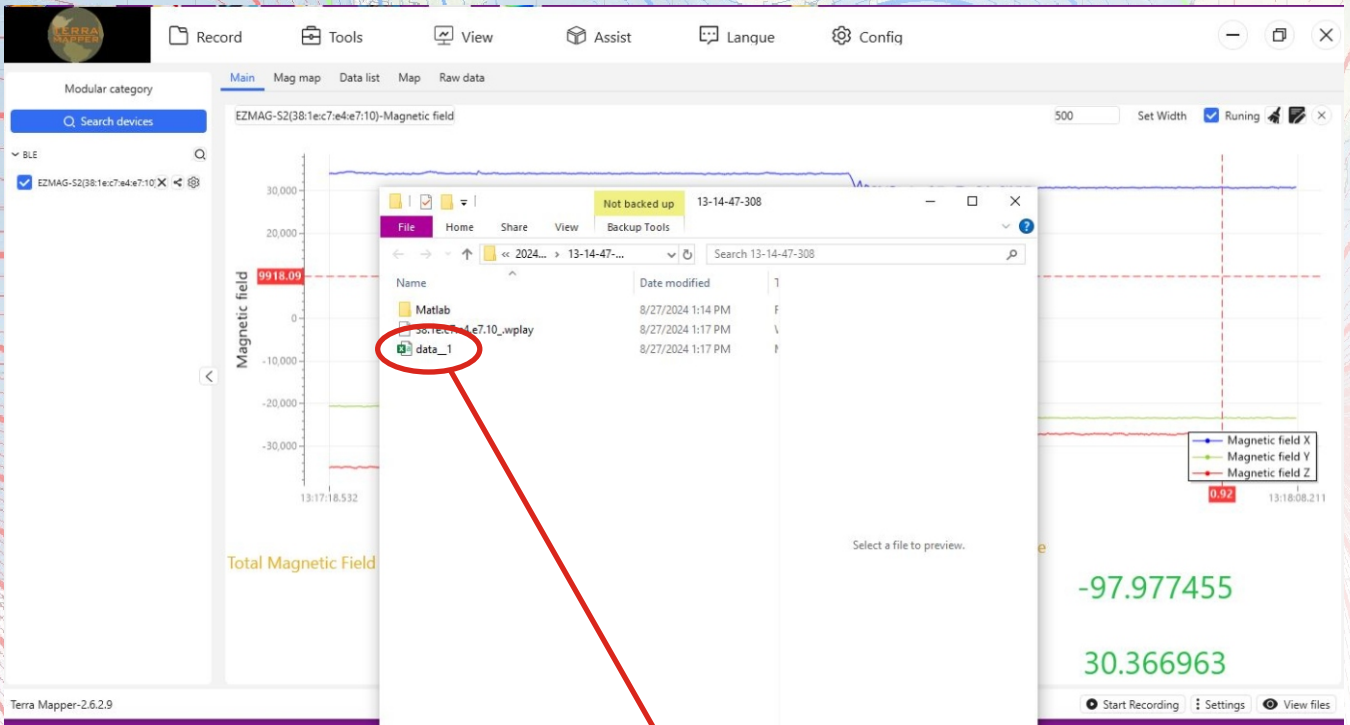 TERRA
MAPPER
Record
Tools
View
Assist
Langue
Config
Modular category
Search devices
BLE
EZMAG-S2(38:1e:c7:e4:e7:10)
Main Mag map Data list Map Raw data
EZMAG-S2(38:1e:c7:e4:e7:10)-Magnetic field
500
Set Width
Runing
Magnetic field
30,000
20,000
9918.09
0
-10,000
-20,000
-30,000
13:17:18.532
0.92
13:18:08.211
Magnetic field X
Magnetic field Y
Magnetic field Z
Not backed up
13-14-47-308
File Home Share View Backup Tools
« 2024... › 13-14-47-...
Search 13-14-47-308
Name Date modified
Matlab 8/27/2024 1:14 PM
38.1e.c7.e4.e7.10_.wplay 8/27/2024 1:17 PM
data__1 8/27/2024 1:17 PM
Select a file to preview.
Total Magnetic Field
-97.977455
30.366963
Terra Mapper-2.6.2.9
Start Recording
Settings
View files